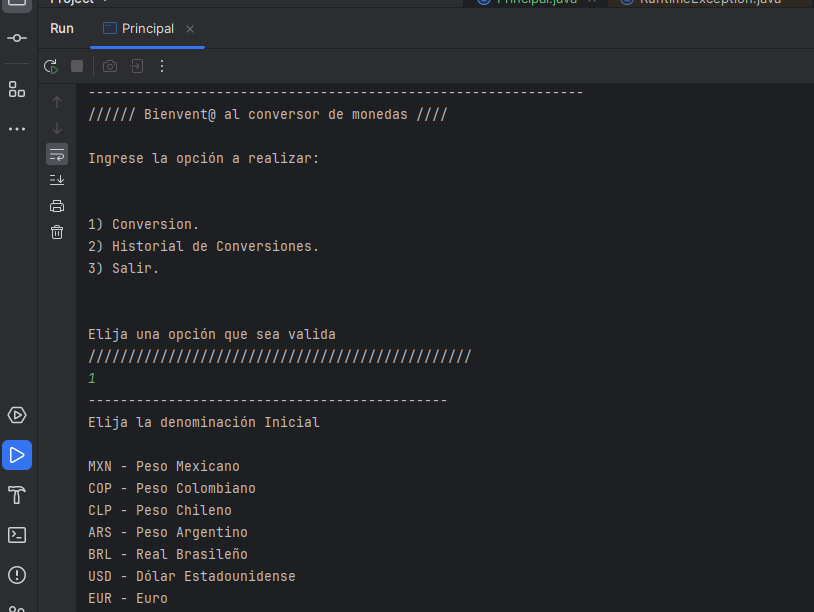 Project
Principal.java
RuntimeException.java
Run
Principal
--------------------------------------------------------------
////// Bienvent@ al conversor de monedas ////
Ingrese la opción a realizar:
1) Conversion.
2) Historial de Conversiones.
3) Salir.
Elija una opción que sea valida
////////////////////////////////////////////////
1
---------------------------------------------
Elija la denominación Inicial
MXN - Peso Mexicano
COP - Peso Colombiano
CLP - Peso Chileno
ARS - Peso Argentino
BRL - Real Brasileño
USD - Dólar Estadounidense
EUR - Euro